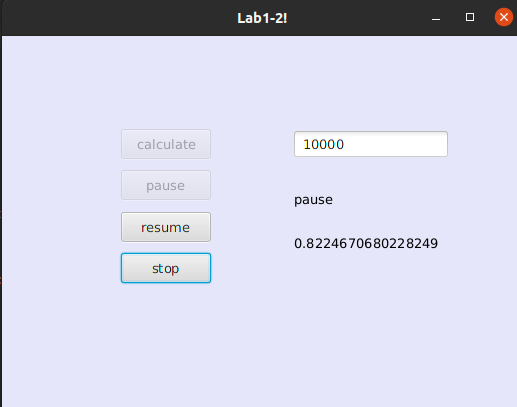 Lab1-2!
calculate
10000
pause
pause
resume
0.8224670680228249
stop